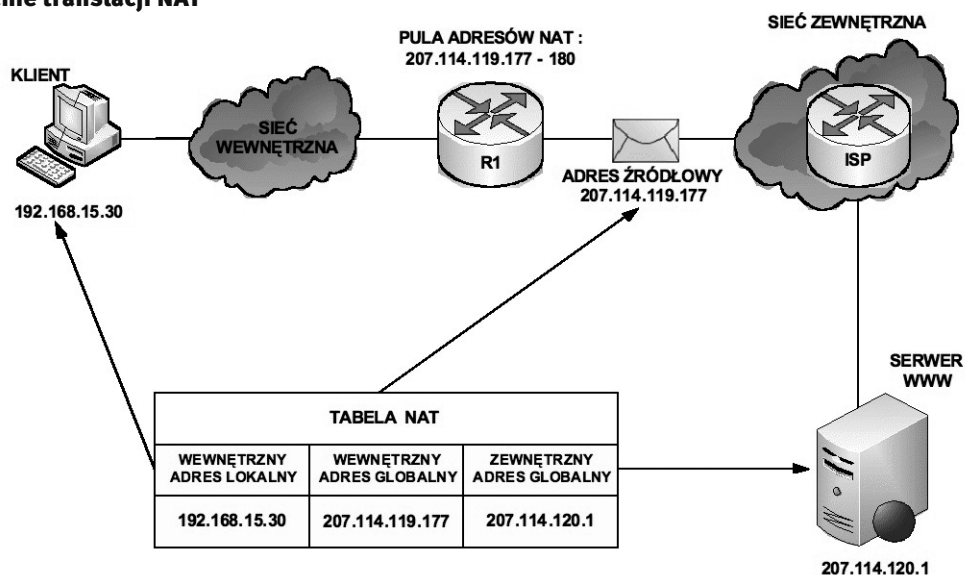 translacji NAT
SIEĆ ZEWNĘTRZNA
PULA ADRESÓW NAT :
207.114.119.177 - 180
KLIENT
SIEĆ
WEWNĘTRZNA
R1
ISP
ADRES ŹRÓDŁOWY
207.114.119.177
192.168.15.30
SERWER
WWW
TABELA NAT
WEWNĘTRZNY
ADRES LOKALNY
WEWNĘTRZNY
ADRES GLOBALNY
ZEWNĘTRZNY
ADRES GLOBALNY
192.168.15.30
207.114.119.177
207.114.120.1
207.114.120.1